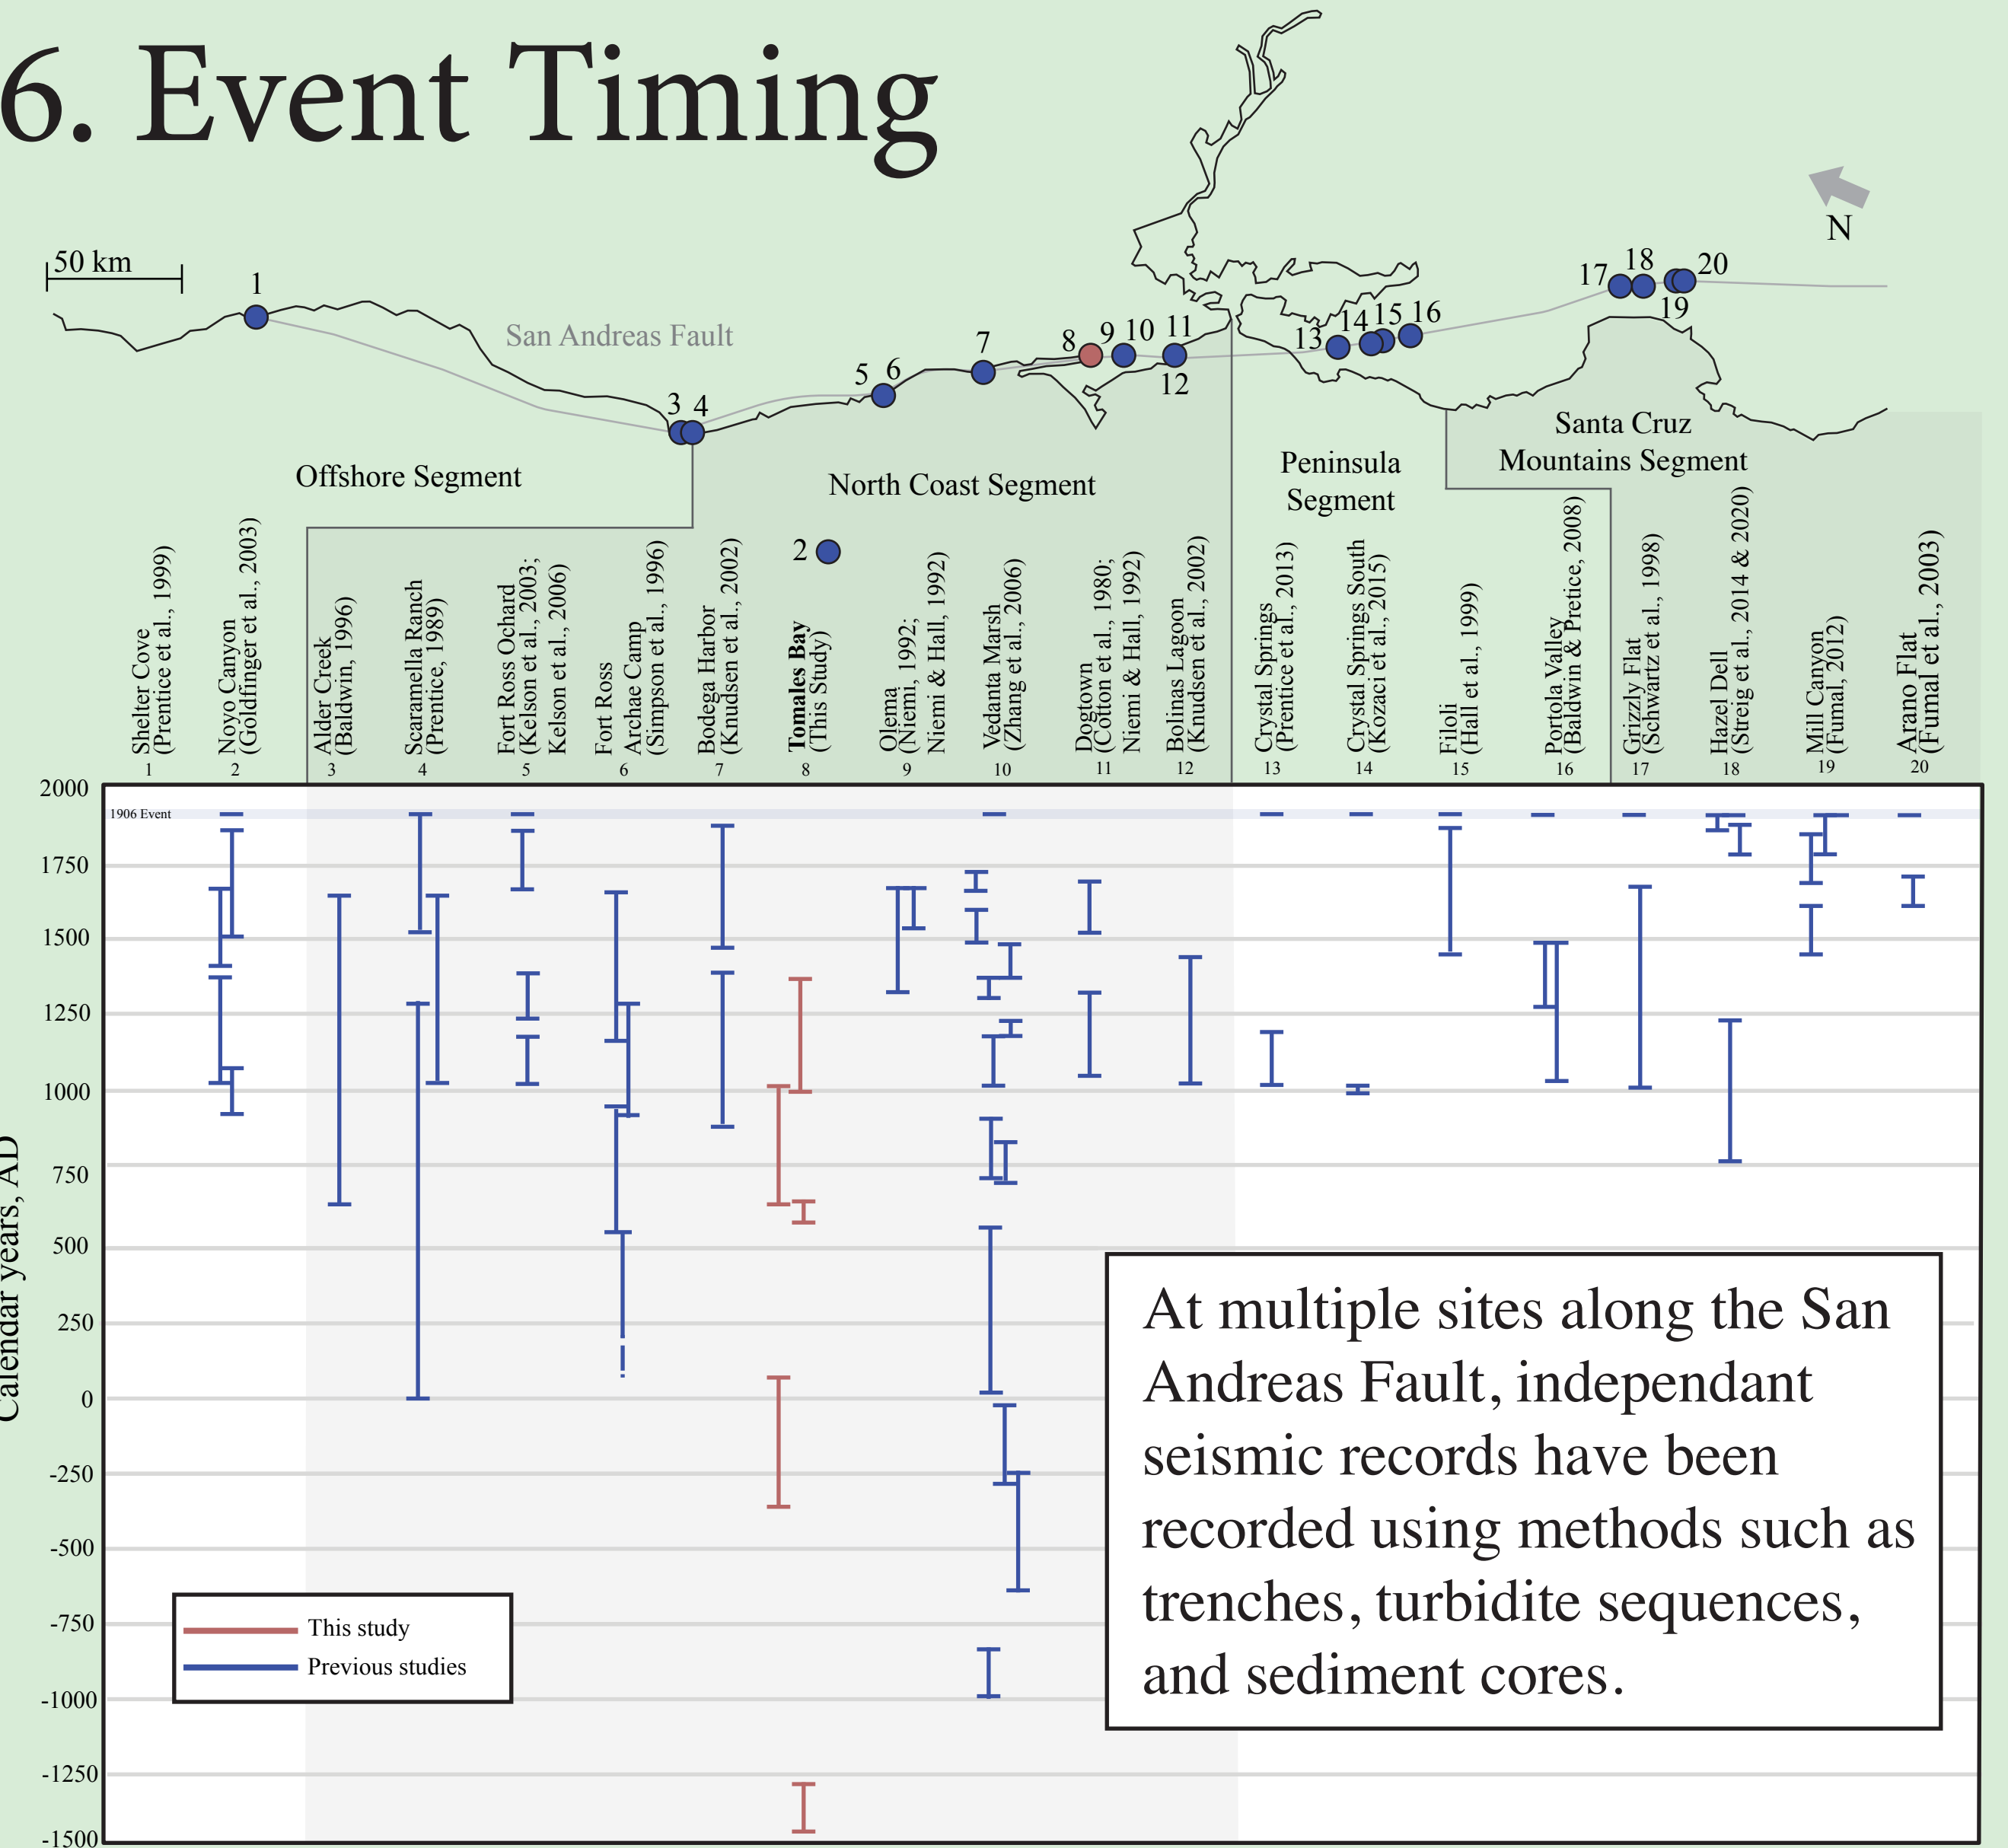 6. Event Timing
N
50 km
1
San Andreas Fault
3 4
5 6
7
8 9 10 11
12
13 14 15 16
17 18 19 20
Offshore Segment
North Coast Segment
Peninsula
Segment
Santa Cruz
Mountains Segment
2
Shelter Cove
(Prentice et al., 1999)
Noyo Canyon
(Goldfinger et al., 2003)
Alder Creek
(Baldwin, 1996)
Scaramella Ranch
(Prentice, 1989)
Fort Ross Ochard
(Kelson et al., 2003;
Kelson et al., 2006)
Fort Ross
Archae Camp
(Simpson et al., 1996)
Bodega Harbor
(Knudsen et al., 2002)
Tomales Bay
(This Study)
Olema
(Niemi, 1992;
Niemi & Hall, 1992)
Vedanta Marsh
(Zhang et al., 2006)
Dogtown
(Cotton et al., 1980;
Niemi & Hall, 1992)
Bolinas Lagoon
(Knudsen et al., 2002)
Crystal Springs
(Prentice et al., 2013)
Crystal Springs South
(Kozaci et al., 2015)
Filoli
(Hall et al., 1999)
Portola Valley
(Baldwin & Pretice, 2008)
Grizzly Flat
(Schwartz et al., 1998)
Hazel Dell
(Streig et al., 2014 & 2020)
Mill Canyon
(Fumal, 2012)
Arano Flat
(Fumal et al., 2003)
1 2 3 4 5 6 7 8 9 10 11 12 13 14 15 16 17 18 19 20
Calendar years, AD
2000
1906 Event
1750
1500
1250
1000
750
500
250
0
-250
-500
-750
-1000
-1250
-1500
This study
Previous studies
At multiple sites along the San
Andreas Fault, independant
seismic records have been
recorded using methods such as
trenches, turbidite sequences,
and sediment cores.